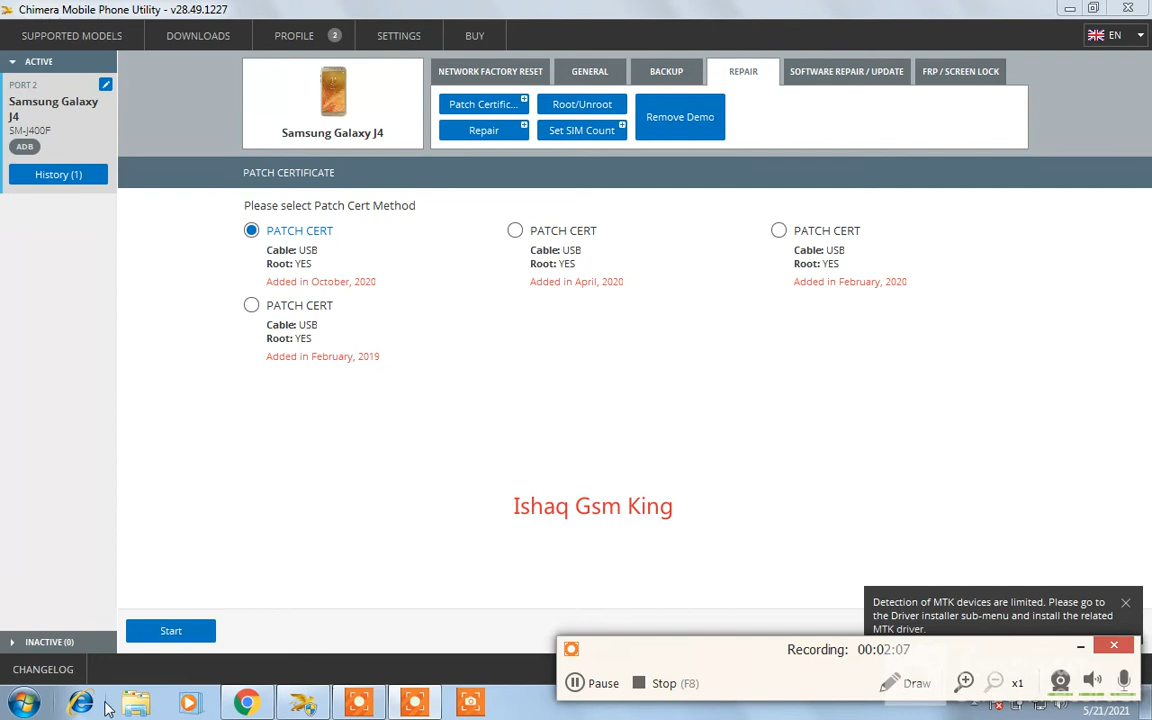 Chimera Mobile Phone Utility - v28.49.1227
SUPPORTED MODELS DOWNLOADS PROFILE 2 SETTINGS BUY EN
ACTIVE
PORT 2
Samsung Galaxy
J4
SM-J400F
ADB
History (1)
Samsung Galaxy J4
NETWORK FACTORY RESET GENERAL BACKUP REPAIR SOFTWARE REPAIR / UPDATE FRP / SCREEN LOCK
Patch Certific... Root/Unroot Remove Demo
Repair Set SIM Count
PATCH CERTIFICATE
Please select Patch Cert Method
PATCH CERT PATCH CERT PATCH CERT
Cable: USB Cable: USB Cable: USB
Root: YES Root: YES Root: YES
Added in October, 2020 Added in April, 2020 Added in February, 2020
PATCH CERT
Cable: USB
Root: YES
Added in February, 2019
Ishaq Gsm King
Detection of MTK devices are limited. Please go to
the Driver installer sub-menu and install the related
MTK driver.
Start
INACTIVE (0)
CHANGELOG
Recording: 00:02:07
Pause Stop (F8) Draw x1
5/21/2021